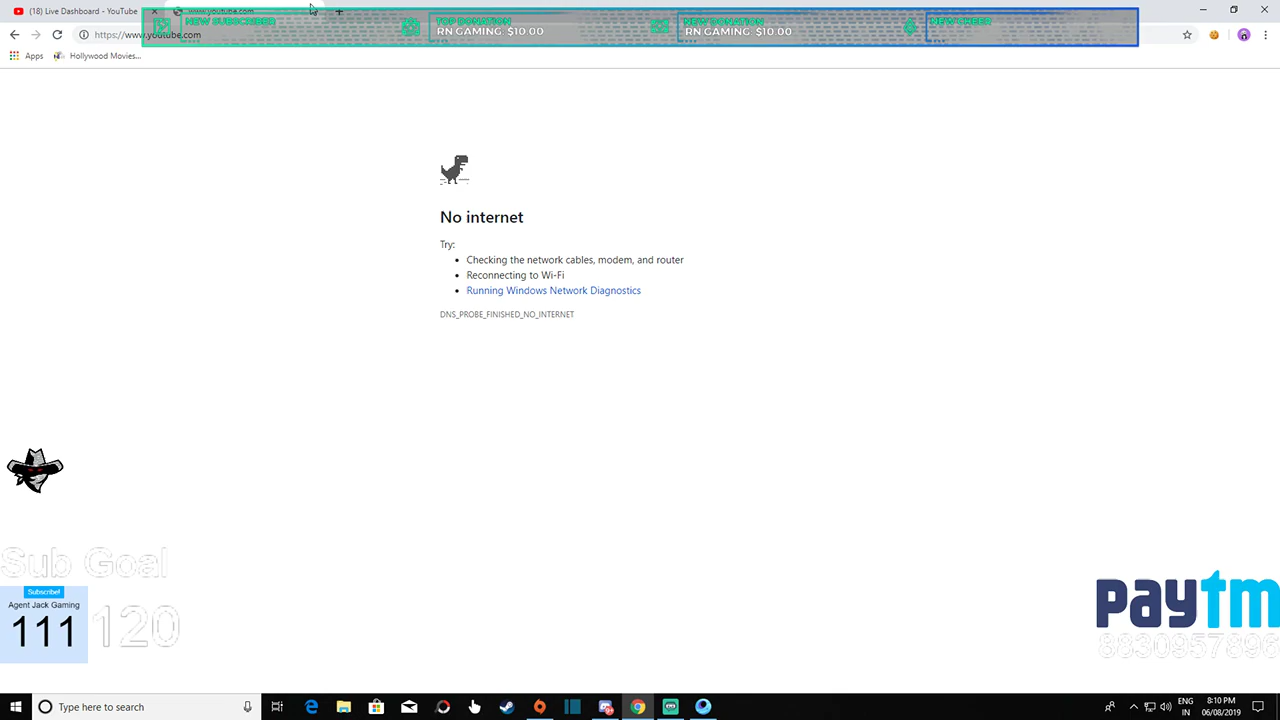 (18) Live Dashboard - YouTube
www.youtube.com
NEW SUBSCRIBER
TOP DONATION
RN GAMING: $10.00
NEW DONATION
RN GAMING: $10.00
NEW CHEER
https://www.youtube.com
Apps
No internet
Try:
Checking the network cables, modem, and router
Reconnecting to Wi-Fi
Running Windows Network Diagnostics
DNS_PROBE_FINISHED_NO_INTERNET
Sub Goal
Subscribe!
Agent Jack Gaming
111
120
paytm
8830957896
Type here to search
ENG
IN
8:10 PM
06/08/2019